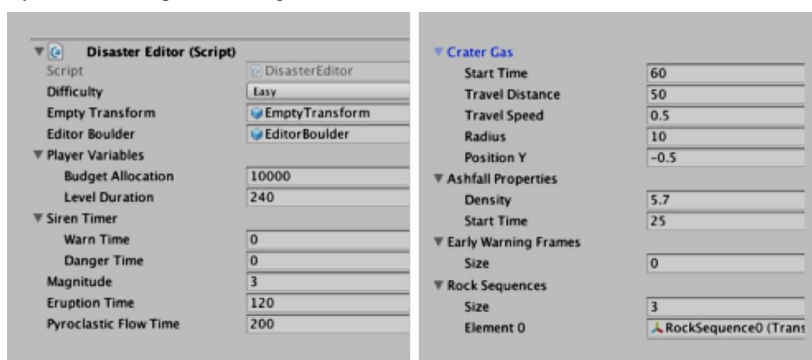 Disaster Editor (Script)
Script DisasterEditor
Difficulty Easy
Empty Transform EmptyTransform
Editor Boulder EditorBoulder
Player Variables
Budget Allocation 10000
Level Duration 240
Siren Timer
Warn Time 0
Danger Time 0
Magnitude 3
Eruption Time 120
Pyroclastic Flow Time 200
Crater Gas
Start Time 60
Travel Distance 50
Travel Speed 0.5
Radius 10
Position Y -0.5
Ashfall Properties
Density 5.7
Start Time 25
Early Warning Frames
Size 0
Rock Sequences
Size 3
Element 0 RockSequence0 (Trans